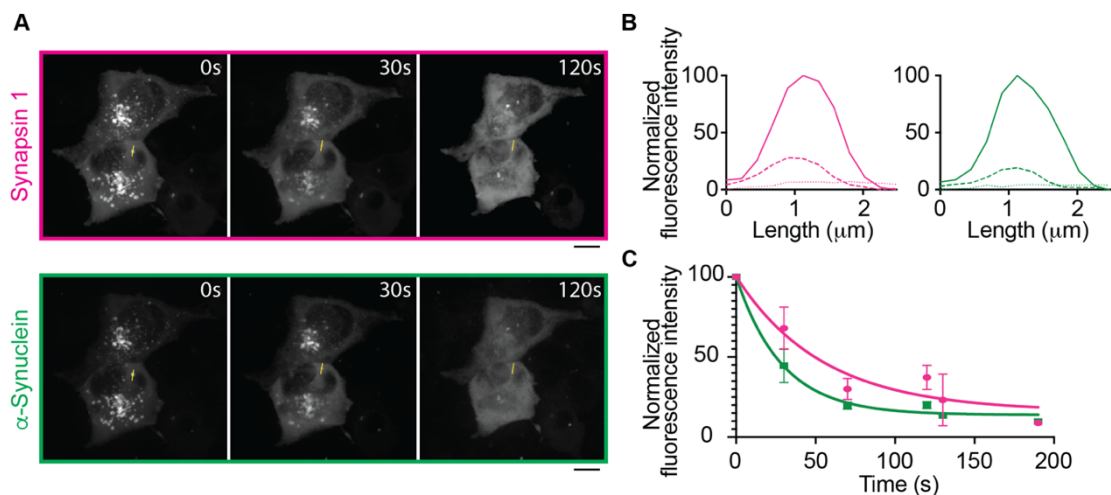 A
Synapsin 1
0s
30s
120s
α-Synuclein
0s
30s
120s
B
Normalized
fluorescence intensity
100
50
0
0
1
2
Length (μm)
100
50
0
0
1
2
Length (μm)
C
Normalized
fluorescence intensity
100
50
0
0
50
100
150
200
Time (s)